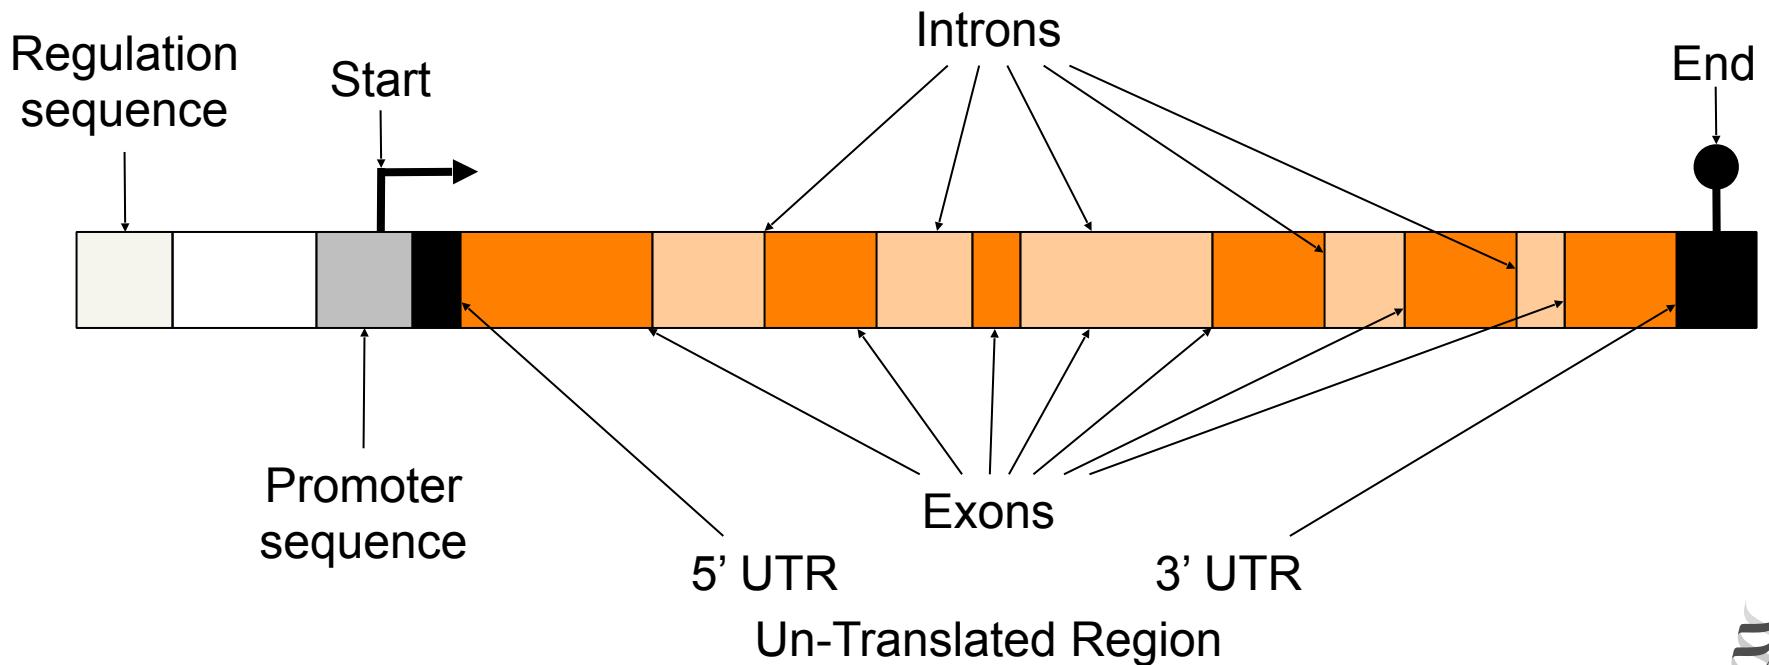 Introns
Regulation
sequence
Start
End
Promoter
sequence
Exons
5’ UTR
3’ UTR
Un-Translated Region